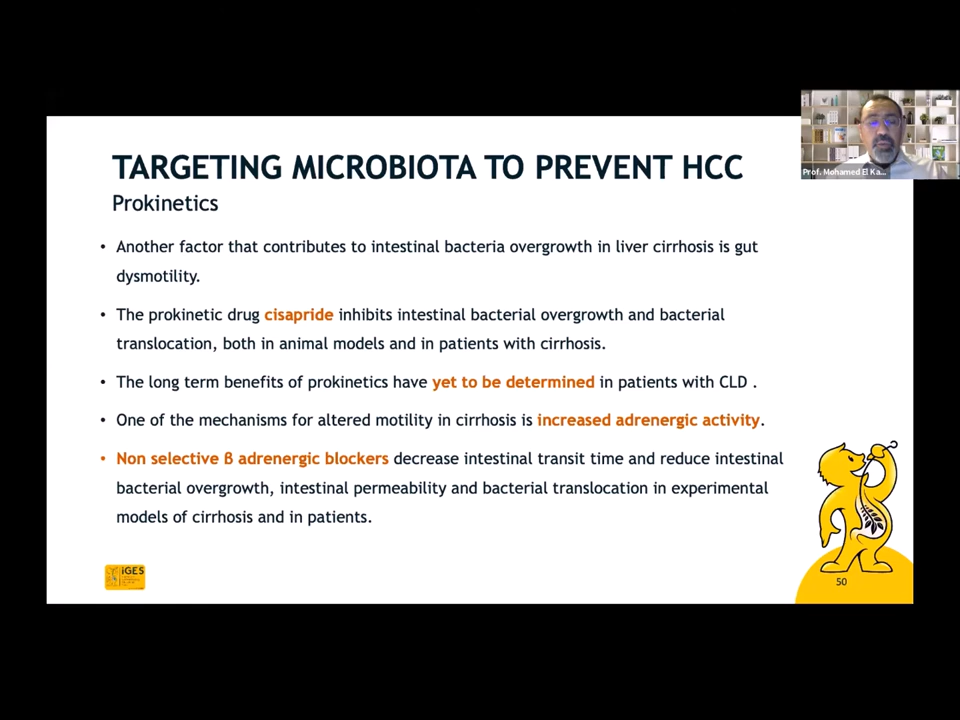 TARGETING MICROBIOTA TO PREVENT HCC
Prokinetics
Prof. Mohamed El Ka...
• Another factor that contributes to intestinal bacteria overgrowth in liver cirrhosis is gut
dysmotility.
• The prokinetic drug cisapride inhibits intestinal bacterial overgrowth and bacterial
translocation, both in animal models and in patients with cirrhosis.
• The long term benefits of prokinetics have yet to be determined in patients with CLD .
• One of the mechanisms for altered motility in cirrhosis is increased adrenergic activity.
• Non selective ß adrenergic blockers decrease intestinal transit time and reduce intestinal
bacterial overgrowth, intestinal permeability and bacterial translocation in experimental
models of cirrhosis and in patients.
iGES
50